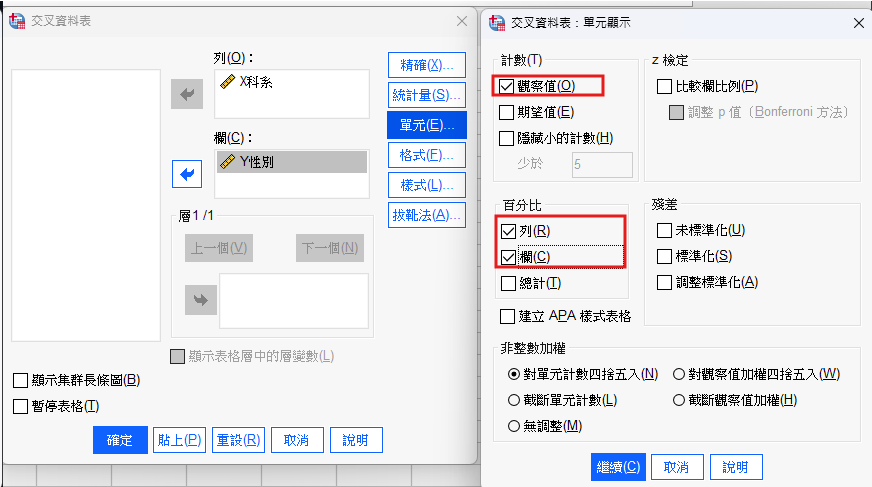 交叉資料表
列(O)：
X科系
欄(C)：
Y性別
層1 /1
上一個(V)
下一個(N)
顯示表格層中的層變數(L)
顯示集群長條圖(B)
暫停表格(T)
精確(X)...
統計量(S)...
單元(E)...
格式(F)...
樣式(L)...
拔靴法(A)...
確定
貼上(P)
重設(R)
取消
說明
交叉資料表：單元顯示
計數(T)
觀察值(O)
期望值(E)
隱藏小的計數(H)
少於
5
z 檢定
比較欄比例(P)
調整 p 值（Bonferroni 方法）
百分比
列(R)
欄(C)
總計(T)
殘差
未標準化(U)
標準化(S)
調整標準化(A)
建立 APA 樣式表格
非整數加權
對單元計數四捨五入(N)
對觀察值加權四捨五入(W)
截斷單元計數(L)
截斷觀察值加權(H)
無調整(M)
繼續(C)
取消
說明